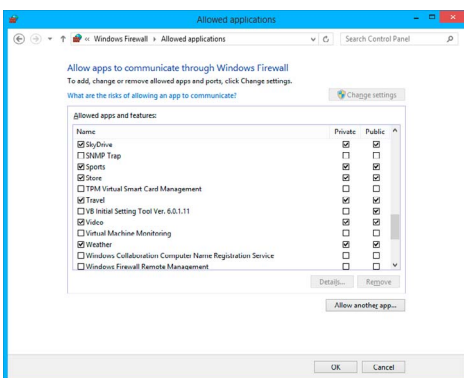 Allowed applications
« Windows Firewall ▸ Allowed applications
Search Control Panel
Allow apps to communicate through Windows Firewall
To add, change or remove allowed apps and ports, click Change settings.
What are the risks of allowing an app to communicate?
Change settings
Allowed apps and features:
Name Private Public
SkyDrive
SNMP Trap
Sports
Store
TPM Virtual Smart Card Management
Travel
VB Initial Setting Tool Ver. 6.0.1.11
Video
Virtual Machine Monitoring
Weather
Windows Collaboration Computer Name Registration Service
Windows Firewall Remote Management
Details... Remove
Allow another app...
OK Cancel